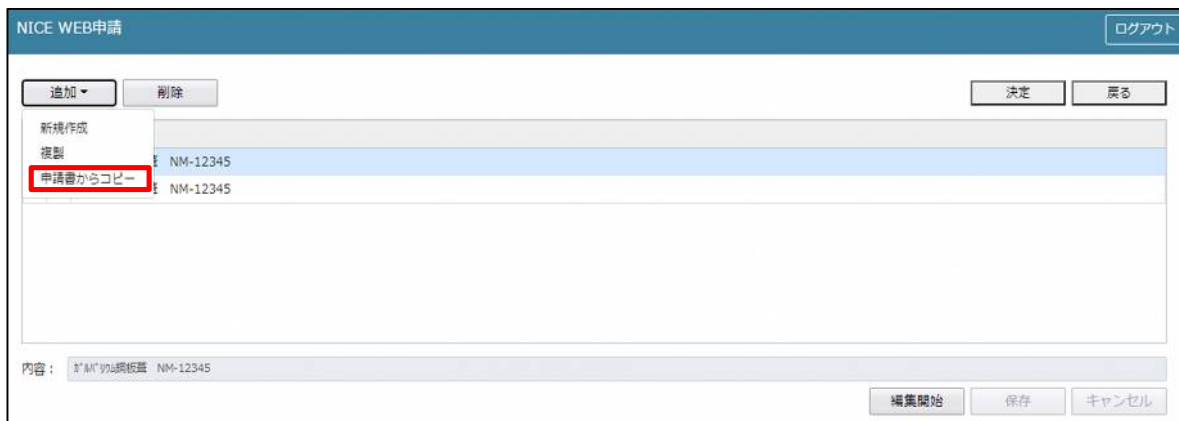 NICE WEB申請
ログアウト
追加
削除
決定
戻る
新規作成
複製
申請書からコピー
葺 NM-12345
葺 NM-12345
内容: ｶﾞﾙﾊﾞﾘｳﾑ鋼板葺 NM-12345
編集開始
保存
キャンセル